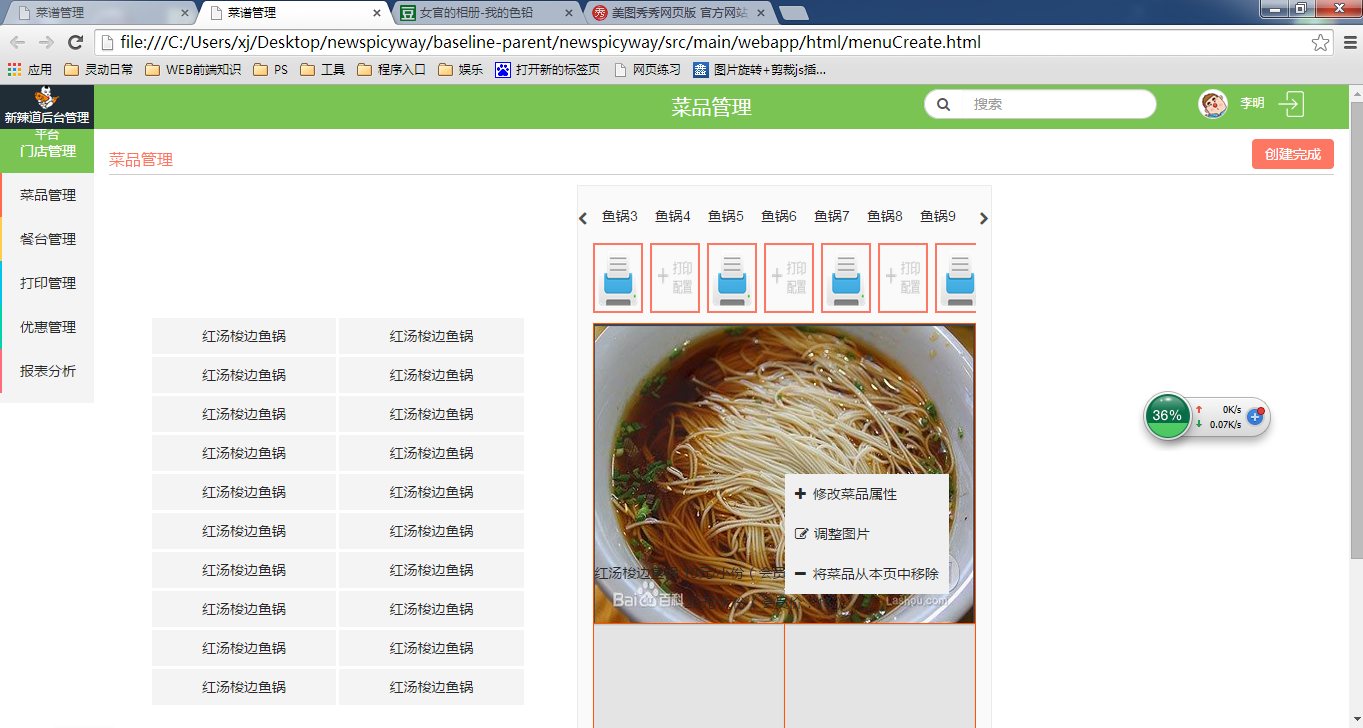 菜谱管理
菜谱管理
女官的相册-我的色铅
美图秀秀网页版 官方网站
file:///C:/Users/xj/Desktop/newspicyway/baseline-parent/newspicyway/src/main/webapp/html/menuCreate.html
应用 灵动日常 WEB前端知识 PS 工具 程序入口 娱乐 打开新的标签页 网页练习 图片旋转+剪裁js插...
新辣道后台管理
平台
菜品管理
搜索
李明
门店管理
菜品管理
餐台管理
打印管理
优惠管理
报表分析
菜品管理
创建完成
鱼锅3 鱼锅4 鱼锅5 鱼锅6 鱼锅7 鱼锅8 鱼锅9
打印 打印 打印
配置 配置 配置
红汤梭边鱼锅 红汤梭边鱼锅
红汤梭边鱼锅 红汤梭边鱼锅
红汤梭边鱼锅 红汤梭边鱼锅
红汤梭边鱼锅 红汤梭边鱼锅
红汤梭边鱼锅 红汤梭边鱼锅
红汤梭边鱼锅 红汤梭边鱼锅
红汤梭边鱼锅 红汤梭边鱼锅
红汤梭边鱼锅 红汤梭边鱼锅
红汤梭边鱼锅 红汤梭边鱼锅
红汤梭边鱼锅 红汤梭边鱼锅
修改菜品属性
调整图片
将菜品从本页中移除
红汤梭边
Bai 百科
Lashou.com
36%
0K/s
0.07K/s